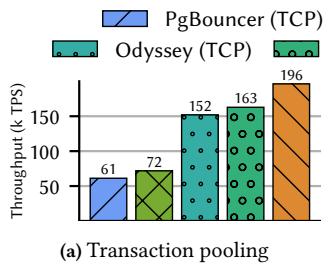 PgBouncer (TCP)
Odyssey (TCP)
Throughput (k TPS)
150
100
50
61
72
152
163
196
(a) Transaction pooling